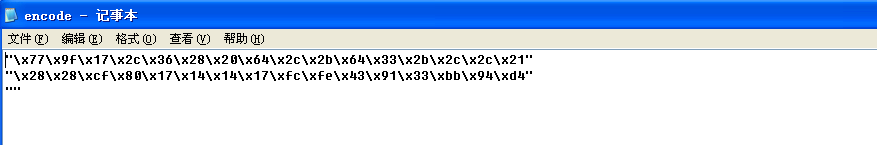 encode - 记事本
文件(F) 编辑(E) 格式(O) 查看(V) 帮助(H)
"\x77\x9f\x17\x2c\x36\x28\x20\x64\x2c\x2b\x64\x33\x2b\x2c\x2c\x21"
"\x28\x28\xcf\x80\x17\x14\x14\x17\xfc\xfe\x43\x91\x33\xbb\x94\xd4"
""